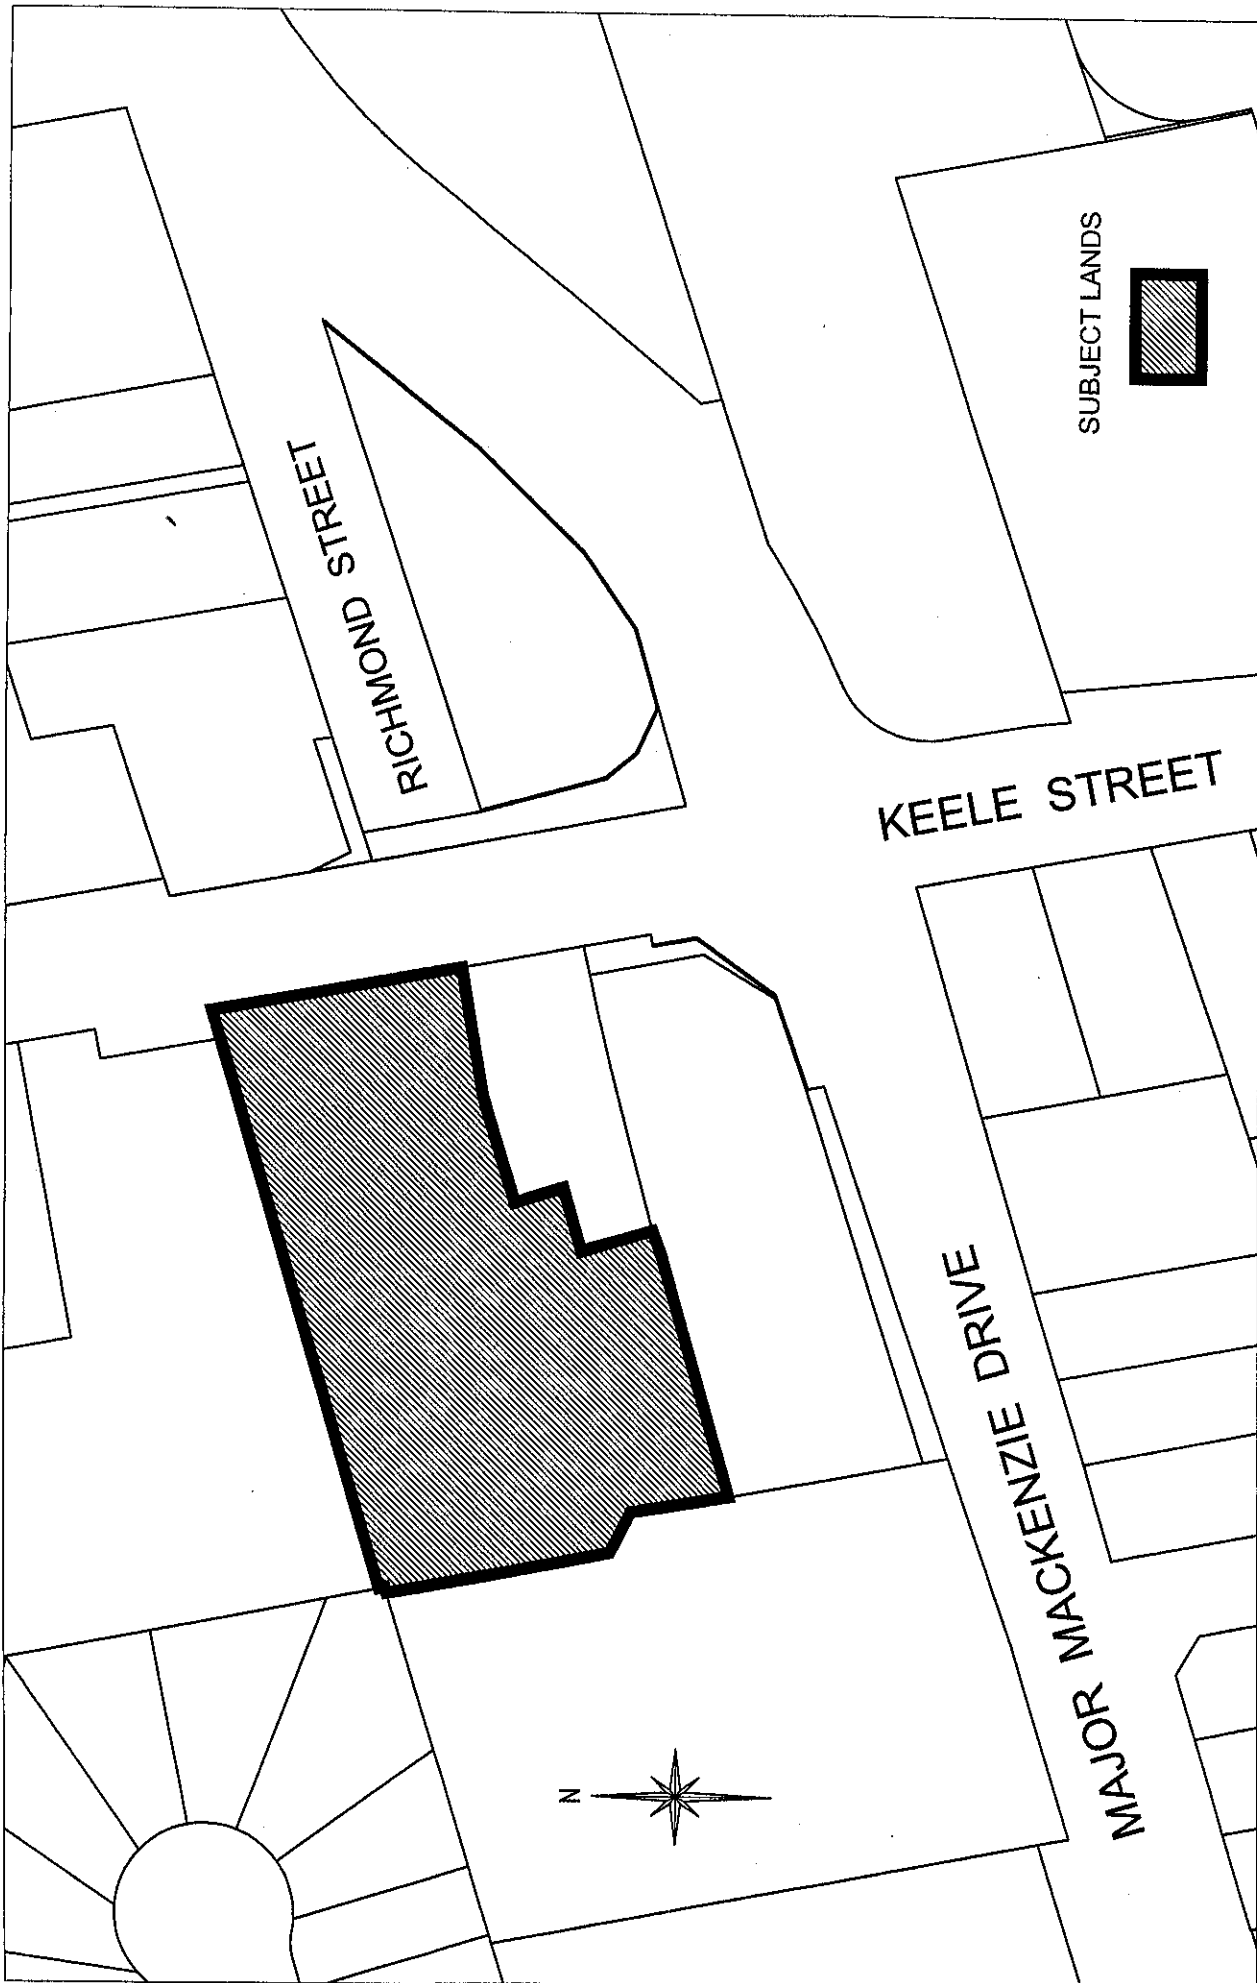 RICHMOND STREET
SUBJECT LANDS
KEELE STREET
MAJOR MACKENZIE DRIVE
N